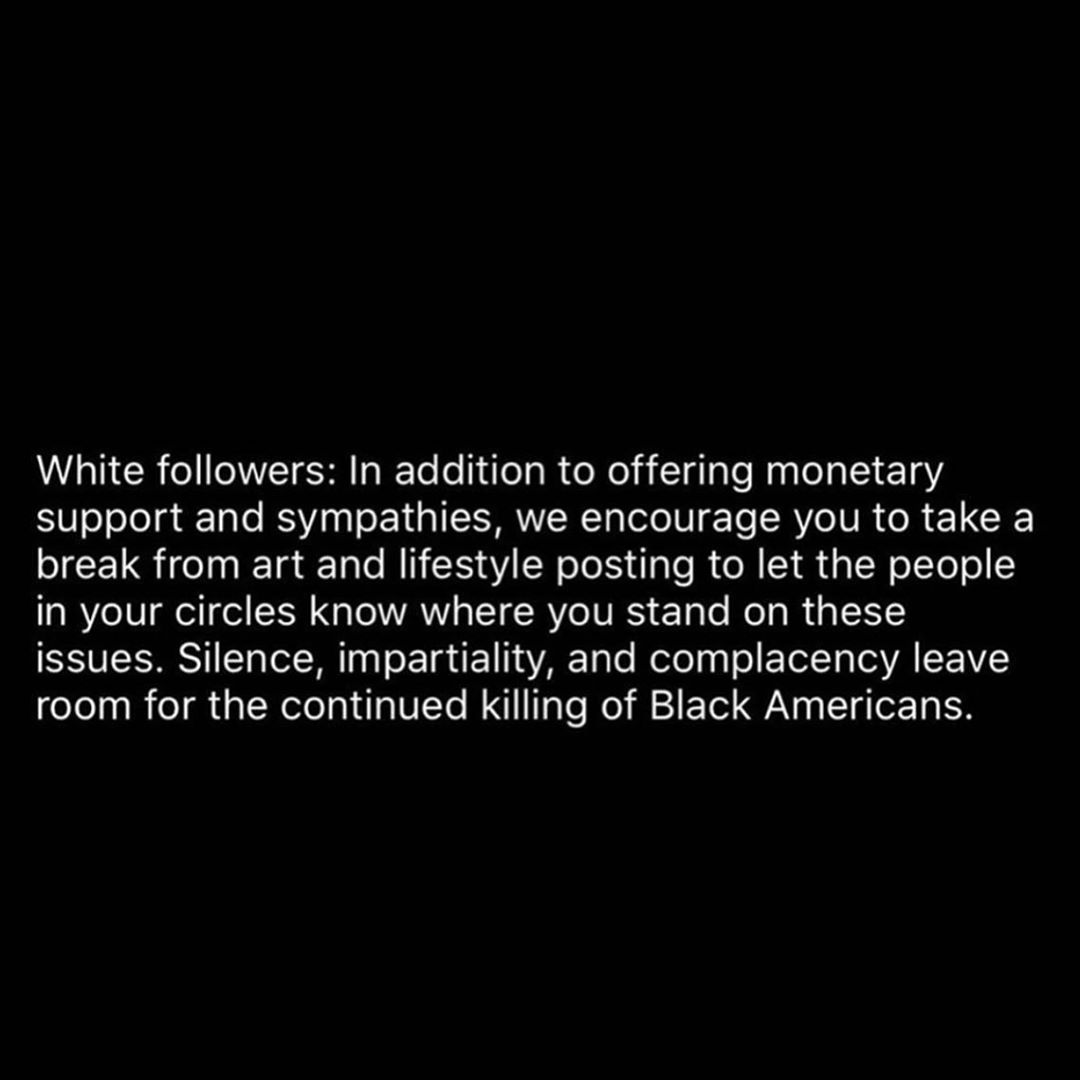 White followers: In addition to offering monetary
support and sympathies, we encourage you to take a
break from art and lifestyle posting to let the people
in your circles know where you stand on these
issues. Silence, impartiality, and complacency leave
room for the continued killing of Black Americans.